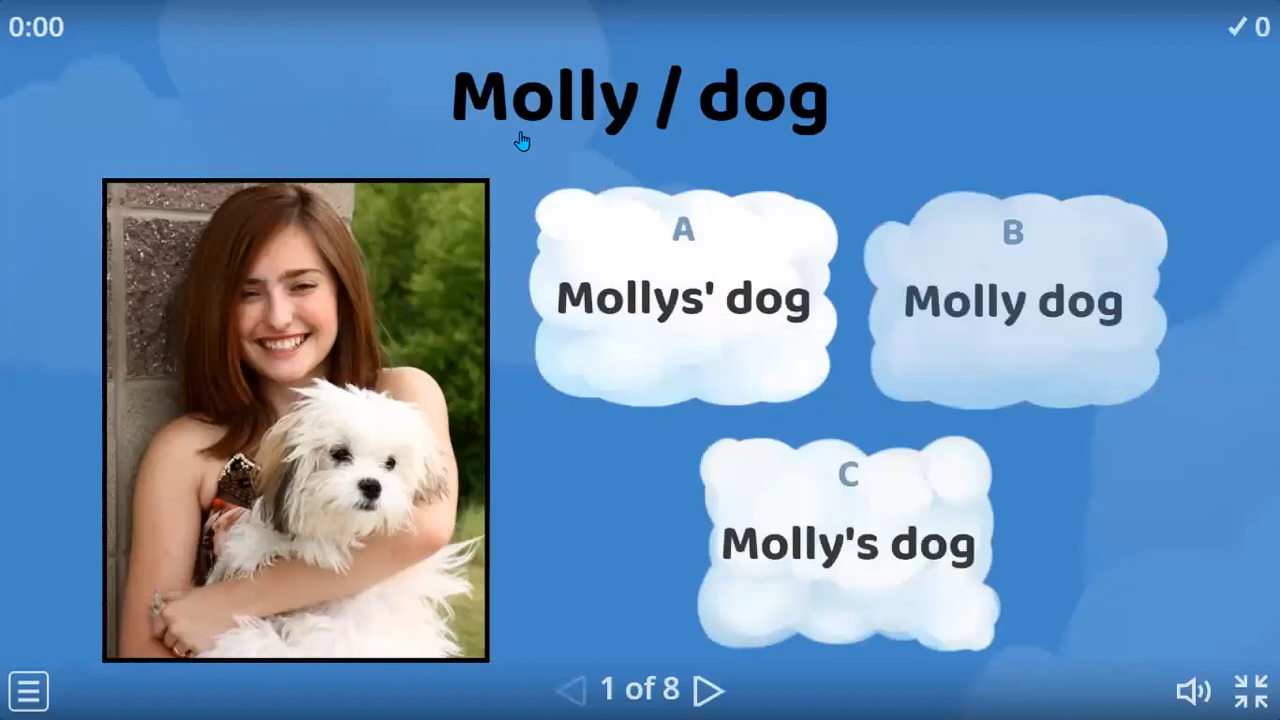 0:00
✓ 0
Molly / dog
A
Mollys' dog
B
Molly dog
C
Molly's dog
1 of 8